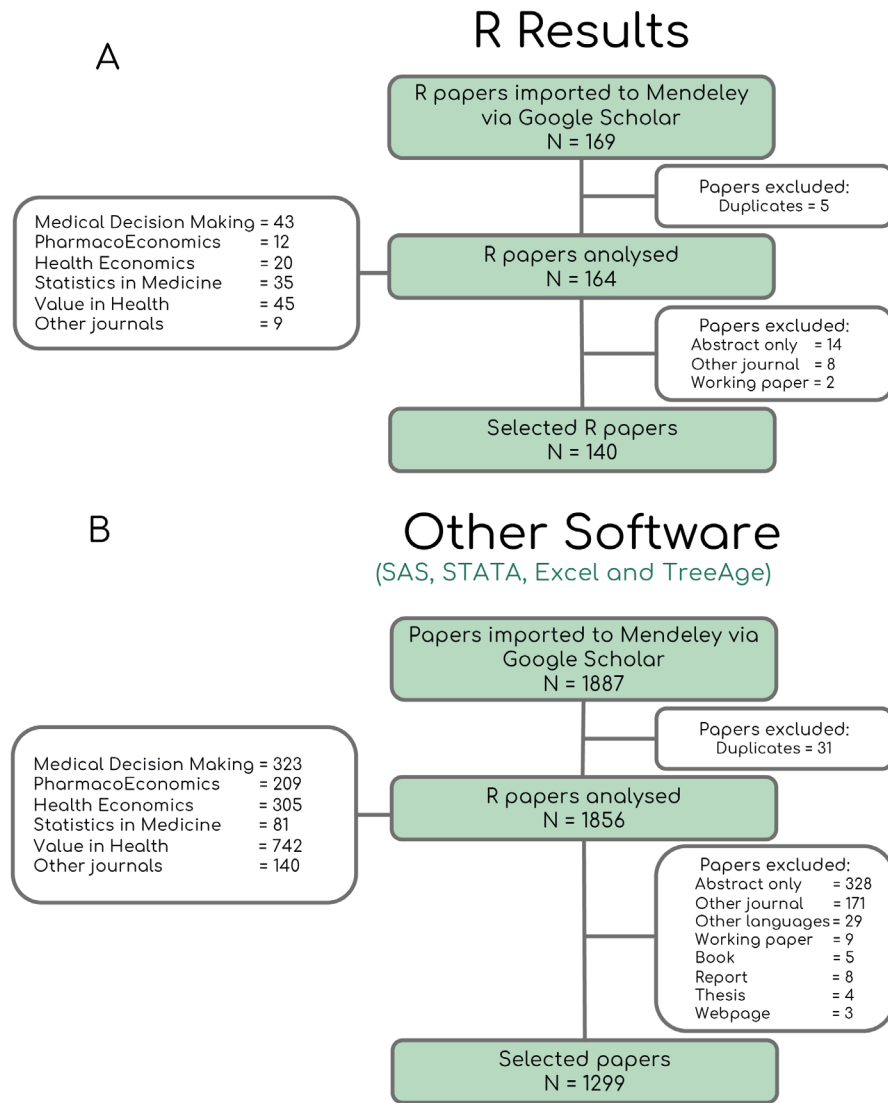 A
R Results
R papers imported to Mendeley
via Google Scholar
N = 169
Papers excluded:
Duplicates = 5
Medical Decision Making = 43
PharmacoEconomics = 12
Health Economics = 20
Statistics in Medicine = 35
Value in Health = 45
Other journals = 9
R papers analysed
N = 164
Papers excluded:
Abstract only = 14
Other journal = 8
Working paper = 2
Selected R papers
N = 140
B
Other Software
(SAS, STATA, Excel and TreeAge)
Papers imported to Mendeley via
Google Scholar
N = 1887
Papers excluded:
Duplicates = 31
Medical Decision Making = 323
PharmacoEconomics = 209
Health Economics = 305
Statistics in Medicine = 81
Value in Health = 742
Other journals = 140
R papers analysed
N = 1856
Papers excluded:
Abstract only = 328
Other journal = 171
Other languages = 29
Working paper = 9
Book = 5
Report = 8
Thesis = 4
Webpage = 3
Selected papers
N = 1299